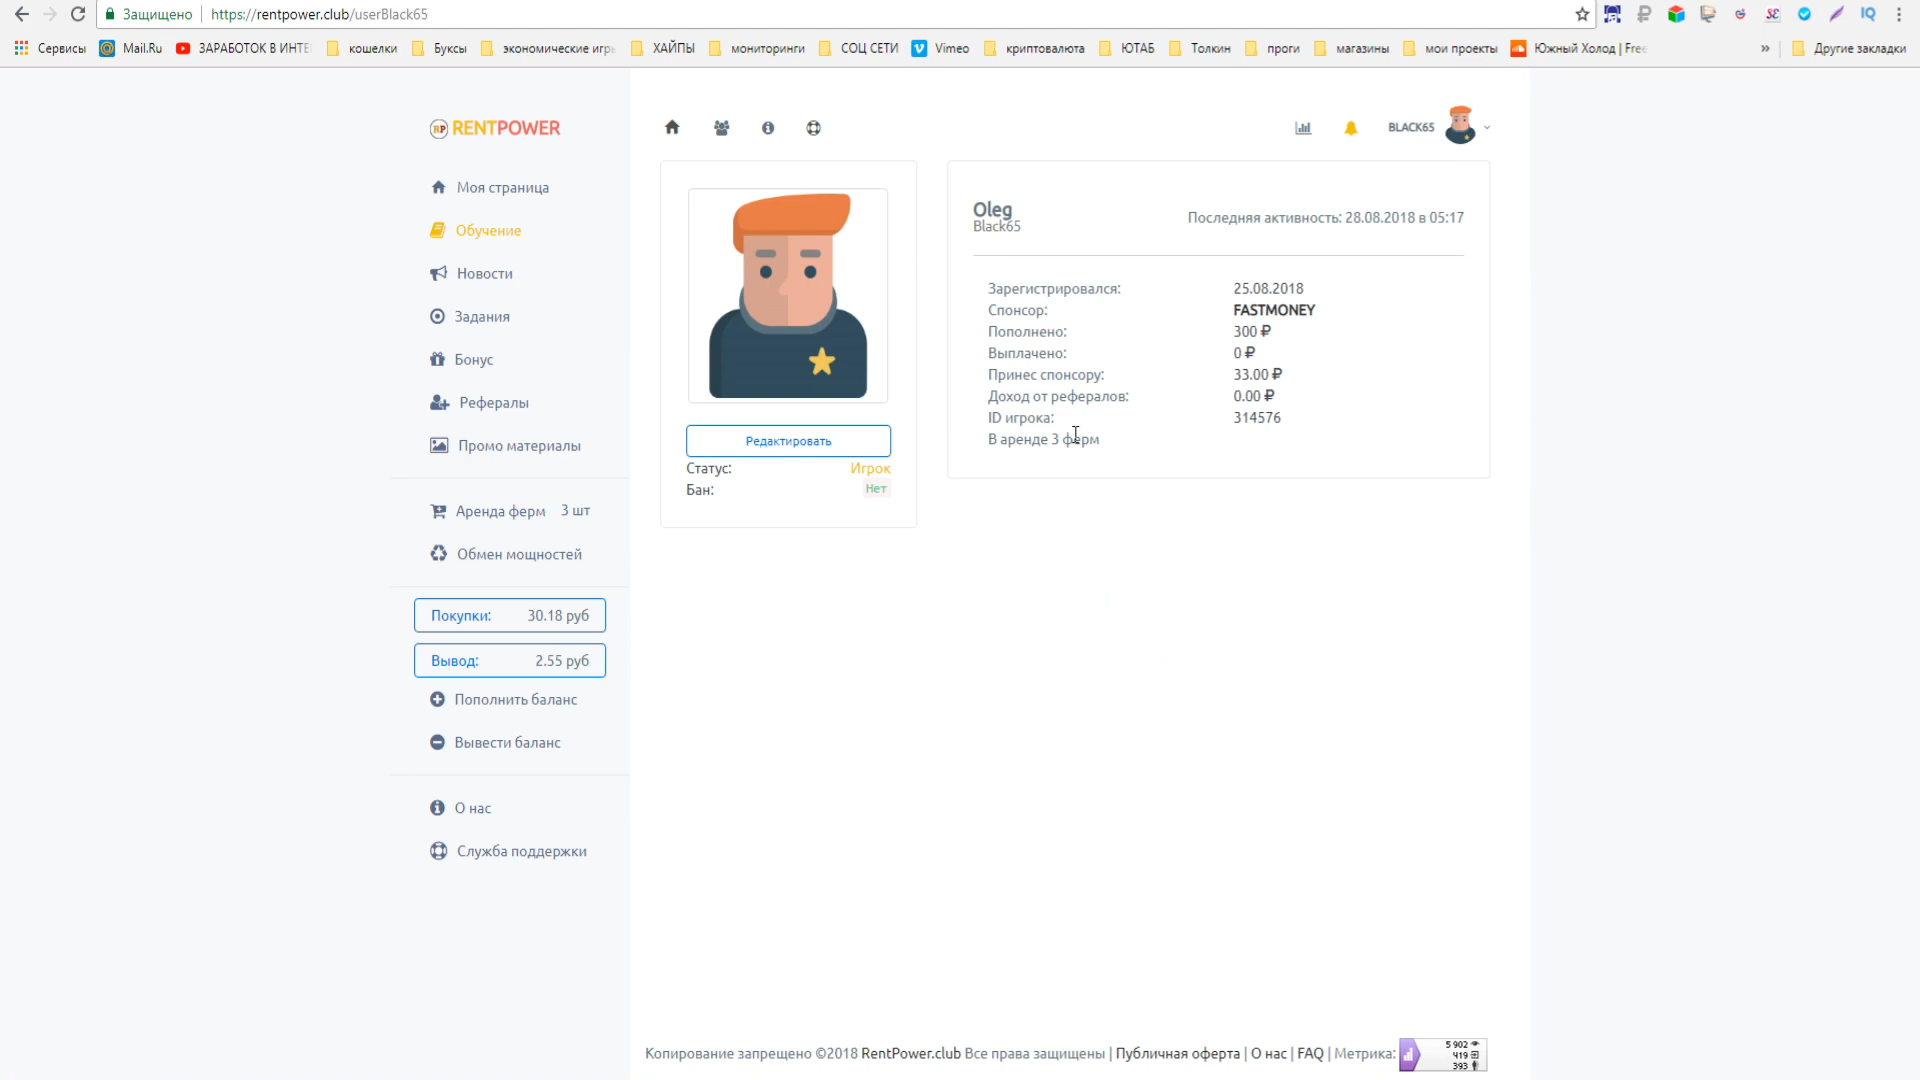 Защищено https://rentpower.club/userBlack65
Сервисы Mail.Ru ЗАРАБОТОК В ИНТЕ кошелки Буксы экономические игры ХАЙПЫ мониторинги СОЦ СЕТИ Vimeo криптовалюта ЮТАБ Толкин проги магазины мои проекты Южный Холод | Free » Другие закладки
RP RENTPOWER
BLACK65
Моя страница
Обучение
Новости
Задания
Бонус
Рефералы
Промо материалы
Аренда ферм 3 шт
Обмен мощностей
Покупки: 30.18 руб
Вывод: 2.55 руб
Пополнить баланс
Вывести баланс
О нас
Служба поддержки
Редактировать
Статус: Игрок
Бан: Нет
Oleg
Black65
Последняя активность: 28.08.2018 в 05:17
Зарегистрировался: 25.08.2018
Спонсор: FASTMONEY
Пополнено: 300 ₽
Выплачено: 0 ₽
Принес спонсору: 33.00 ₽
Доход от рефералов: 0.00 ₽
ID игрока: 314576
В аренде 3 ферм
Копирование запрещено ©2018 RentPower.club Все права защищены | Публичная оферта | О нас | FAQ | Метрика:
5 902
419
393